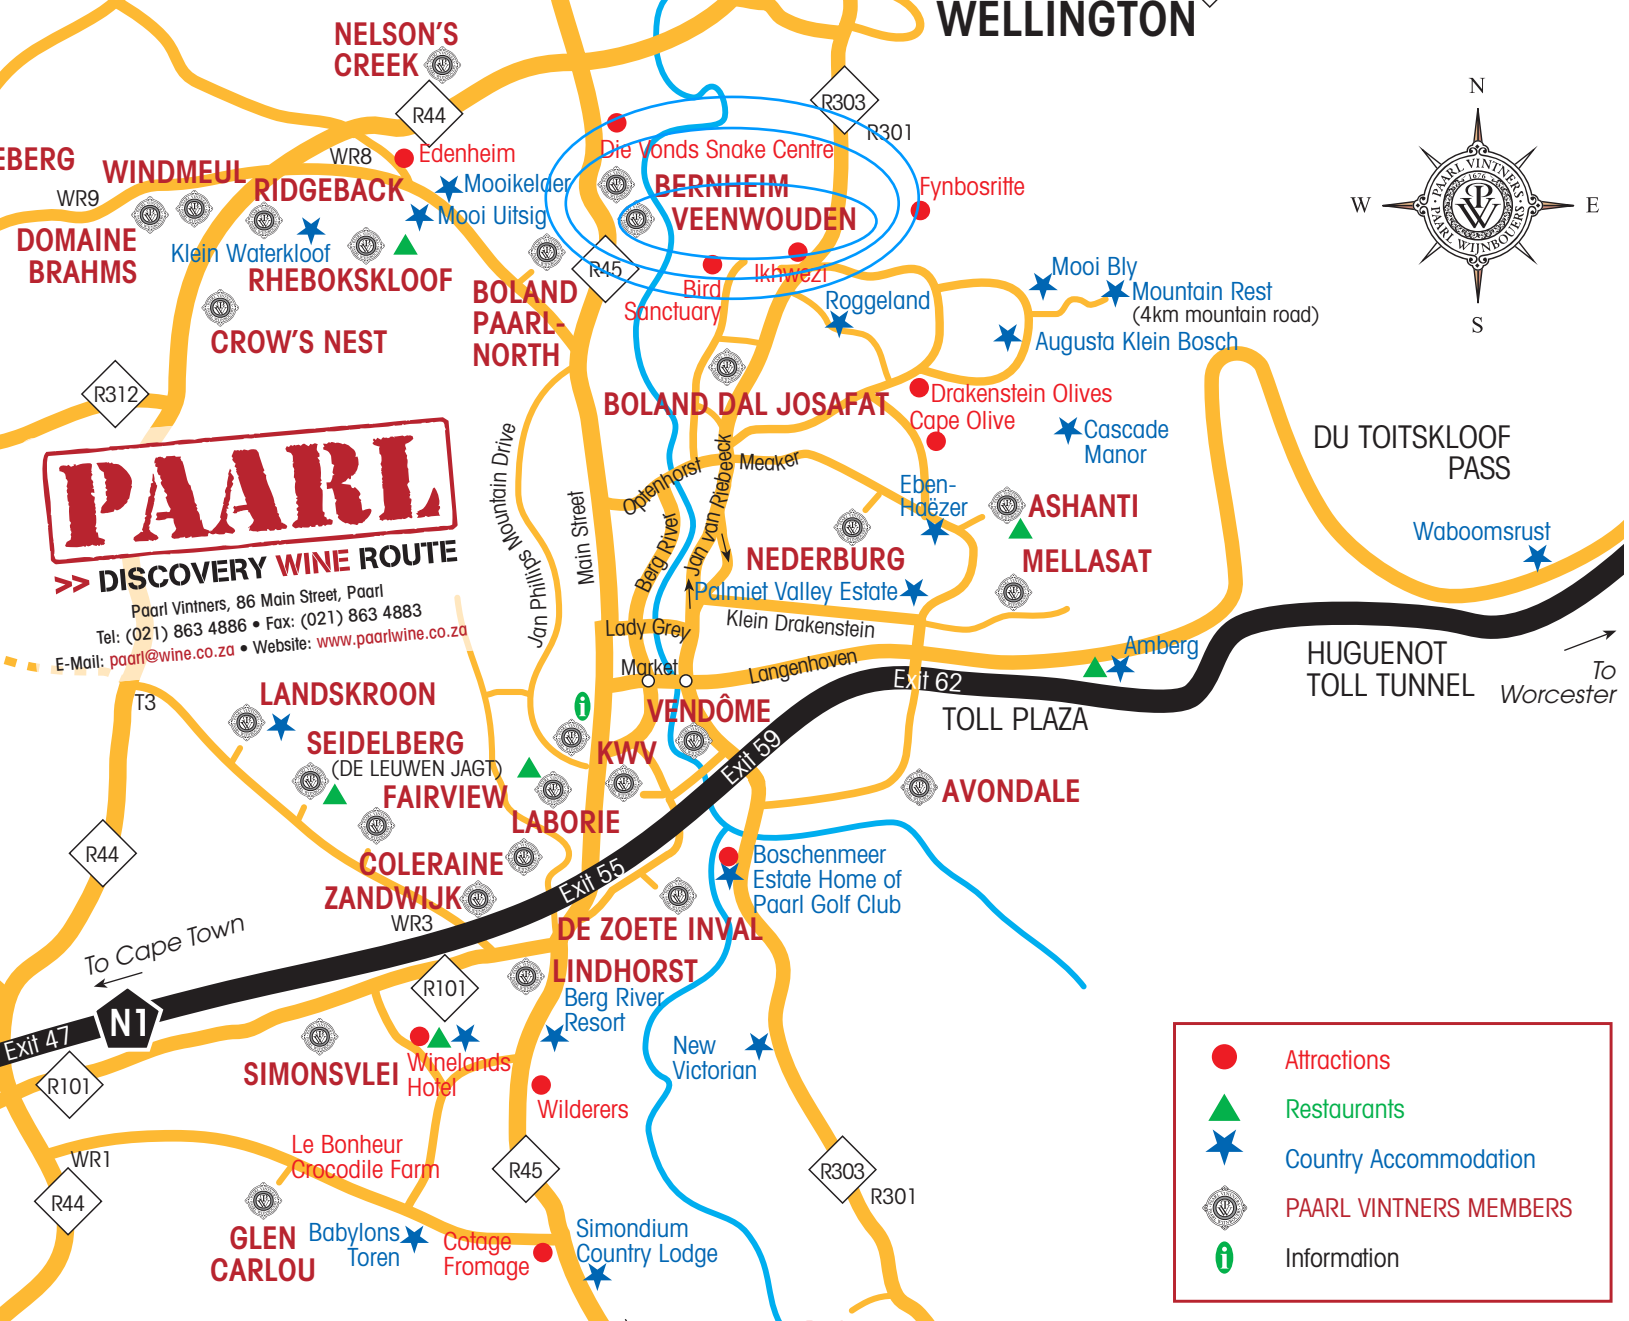 WELLINGTON
NELSON'S
CREEK
R44
R303
R301
N
W
E
S
PAARL VINTNERS
1676
PAARL WIJNBOUERS
EBERG
WR9
WINDMEUL
WR8
Edenheim
RIDGEBACK
Mooikelder
Mooi Uitsig
Die Vonds Snake Centre
BERNHEIM
VEENWOUDEN
Fynbosritte
DOMAINE
BRAHMS
Klein Waterkloof
RHEBOKSKLOOF
CROW'S NEST
BOLAND
PAARL-
NORTH
R45
Bird
Sanctuary
Ikhwezi
Roggeland
Mooi Bly
Mountain Rest
(4km mountain road)
Augusta Klein Bosch
R312
BOLAND DAL JOSAFAT
Drakenstein Olives
Cape Olive
Cascade
Manor
DU TOITSKLOOF
PASS
PAARL
>> DISCOVERY WINE ROUTE
Paarl Vintners, 86 Main Street, Paarl
Tel: (021) 863 4886 • Fax: (021) 863 4883
E-Mail: paarl@wine.co.za • Website: www.paarlwine.co.za
Jan Phillips Mountain Drive
Main Street
Optenhorst
Berg River
Jan van Riebeeck
Meaker
Eben-
Haëzer
ASHANTI
NEDERBURG
MELLASAT
Waboomsrust
Palmiet Valley Estate
Klein Drakenstein
Lady Grey
Market
Langenhoven
Amberg
Exit 62
TOLL PLAZA
HUGUENOT
TOLL TUNNEL
To
Worcester
T3
LANDSKROON
SEIDELBERG
(DE LEUWEN JAGT)
FAIRVIEW
VENDÔME
KWV
Exit 59
LABORIE
AVONDALE
R44
COLERAINE
ZANDWIJK
WR3
Exit 55
Boschenmeer
Estate Home of
Paarl Golf Club
DE ZOETE INVAL
LINDHORST
To Cape Town
N1
Exit 47
R101
R101
Berg River
Resort
SIMONSVLEI
Winelands
Hotel
New
Victorian
Wilderers
WR1
R44
Le Bonheur
Crocodile Farm
R45
R303
R301
GLEN
CARLOU
Babylons
Toren
Cotage
Fromage
Simondium
Country Lodge
Attractions
Restaurants
Country Accommodation
PAARL VINTNERS MEMBERS
Information